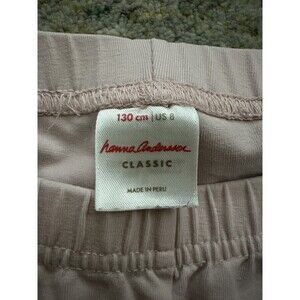 130 cm | US 8
hanna andersson
CLASSIC
MADE IN PERU